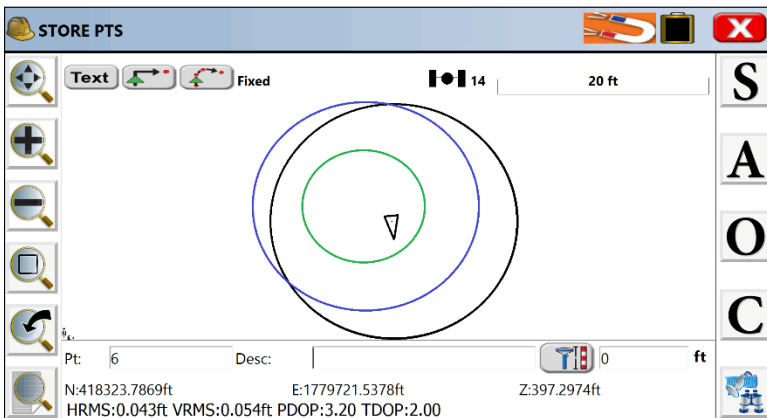 STORE PTS
Text Fixed 14 20 ft
S
A
O
C
Pt: 6 Desc: 0 ft
N:418323.7869ft E:1779721.5378ft Z:397.2974ft
HRMS:0.043ft VRMS:0.054ft PDOP:3.20 TDOP:2.00